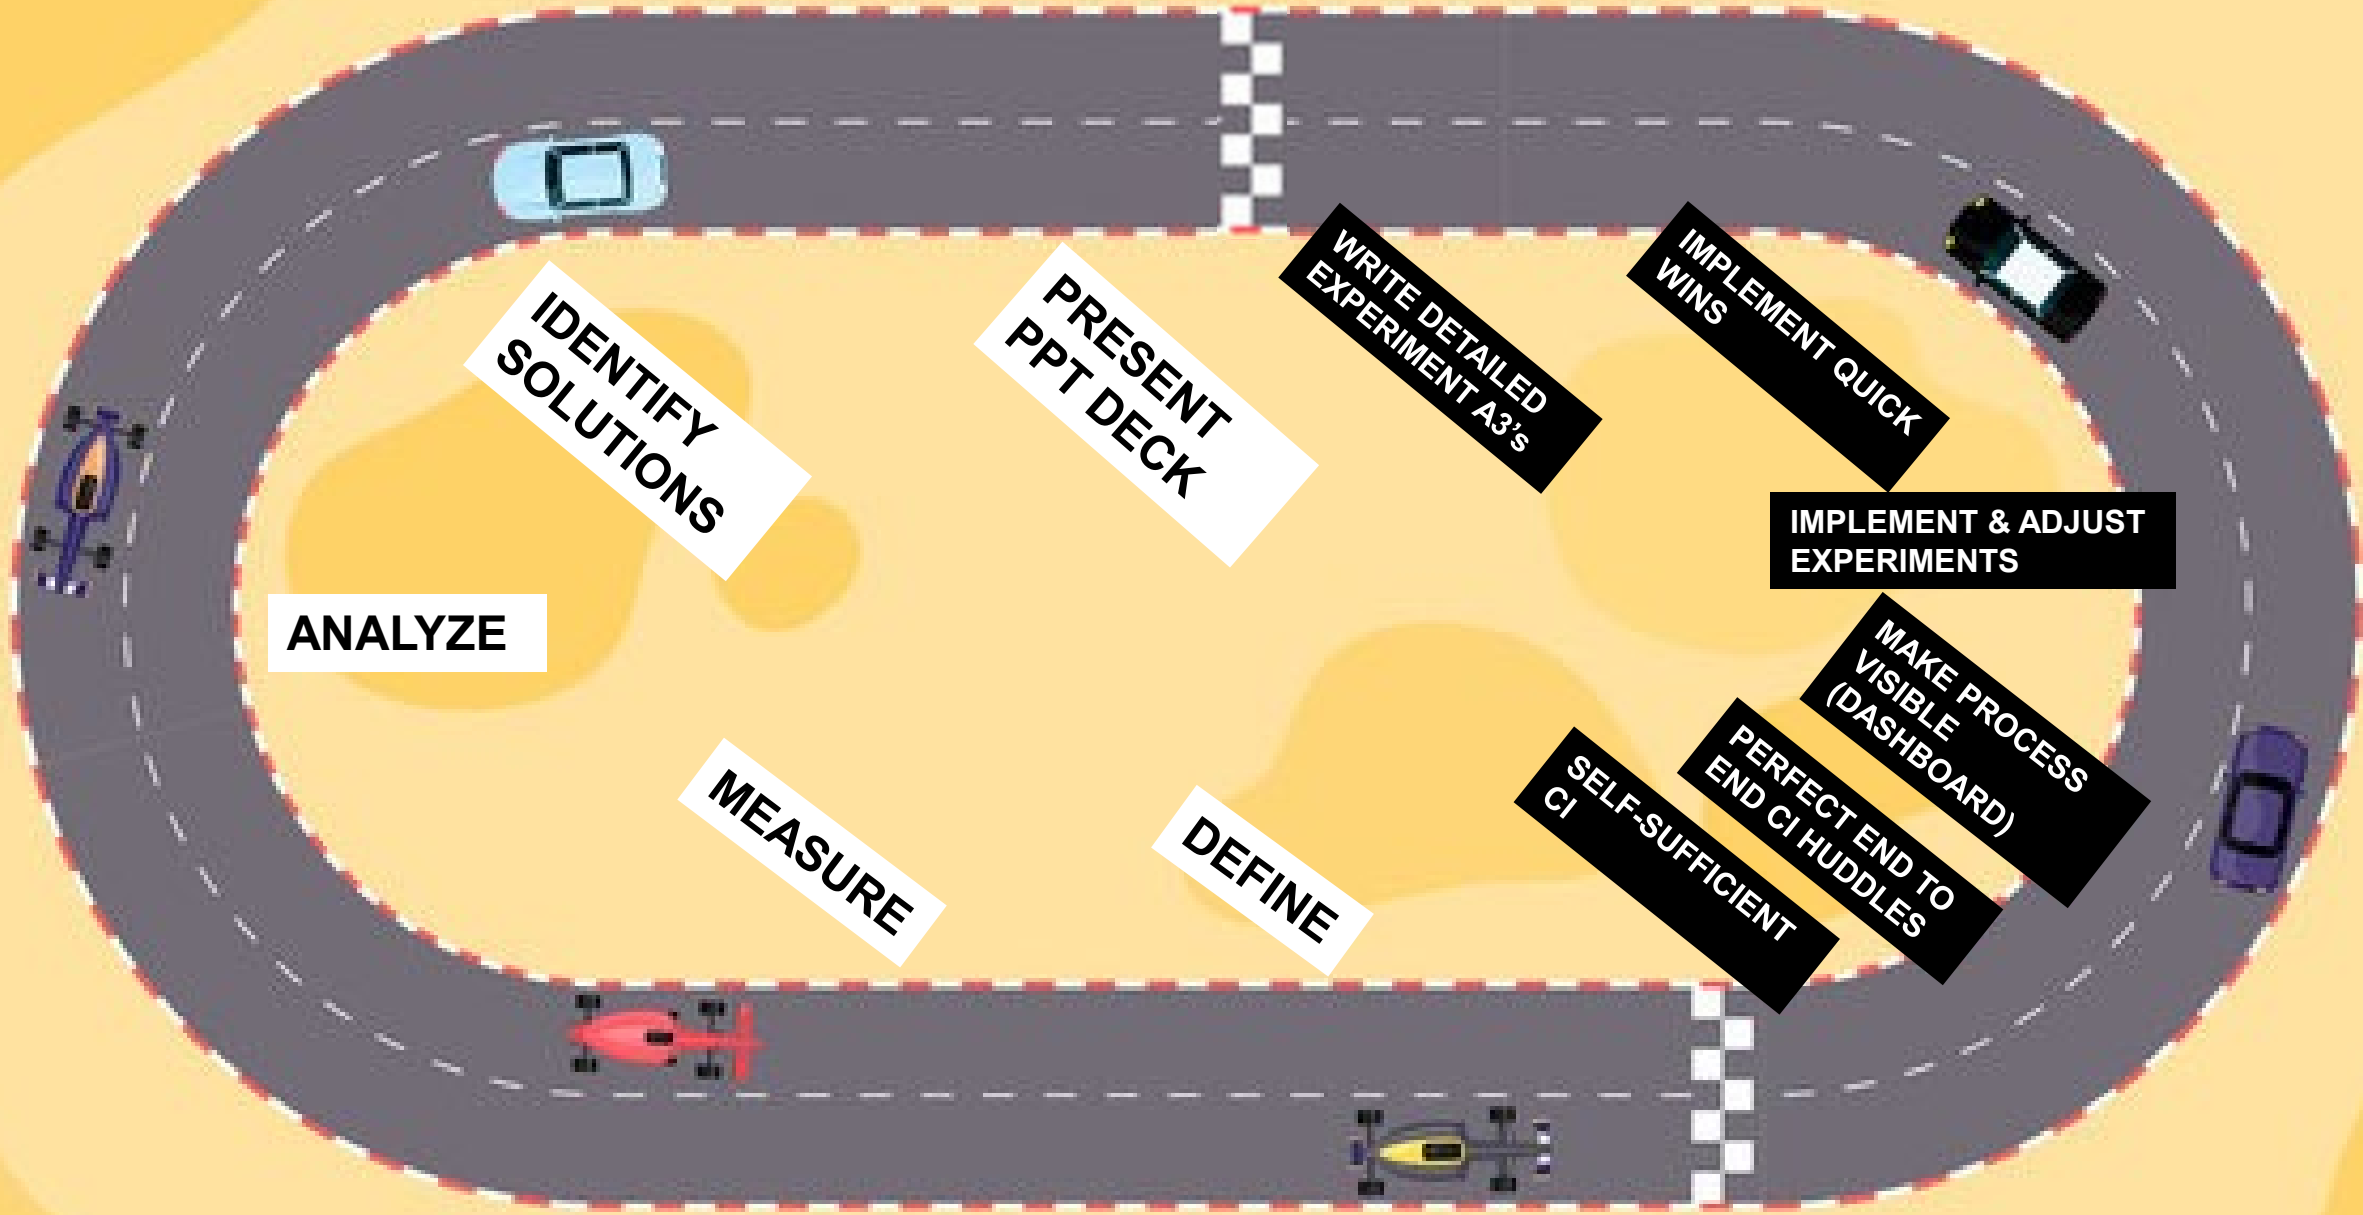 IDENTIFY
SOLUTIONS
PRESENT
PPT DECK
WRITE DETAILED
EXPERIMENT A3’s
IMPLEMENT QUICK
WINS
IMPLEMENT & ADJUST
EXPERIMENTS
ANALYZE
MAKE PROCESS
VISIBLE
(DASHBOARD)
PERFECT END TO
END CI HUDDLES
SELF-SUFFICIENT
CI
MEASURE
DEFINE